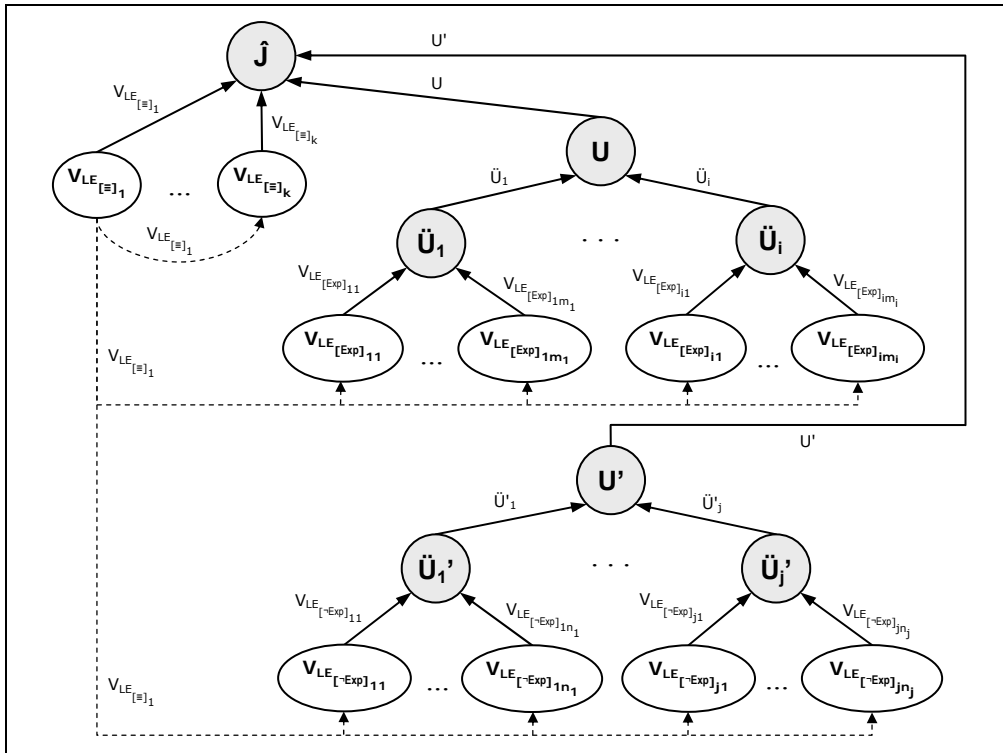 U'
Ĵ
U
V_LE_[≡]_1
V_LE_[≡]_k
U
V_LE_[≡]_1 ... V_LE_[≡]_k
Ü_1 Ü_i
V_LE_[≡]_1
Ü_1 . . . Ü_i
V_LE_[Exp]_11 V_LE_[Exp]_1m_1 V_LE_[Exp]_i1 V_LE_[Exp]_im_i
V_LE_[Exp]_11 ... V_LE_[Exp]_1m_1 V_LE_[Exp]_i1 ... V_LE_[Exp]_im_i
V_LE_[≡]_1
U'
U’
Ü'_1 Ü'_j
Ü_1’ . . . Ü_j’
V_LE_[¬Exp]_11 V_LE_[¬Exp]_1n_1 V_LE_[¬Exp]_j1 V_LE_[¬Exp]_jn_j
V_LE_[¬Exp]_11 ... V_LE_[¬Exp]_1n_1 V_LE_[¬Exp]_j1 ... V_LE_[¬Exp]_jn_j
V_LE_[≡]_1